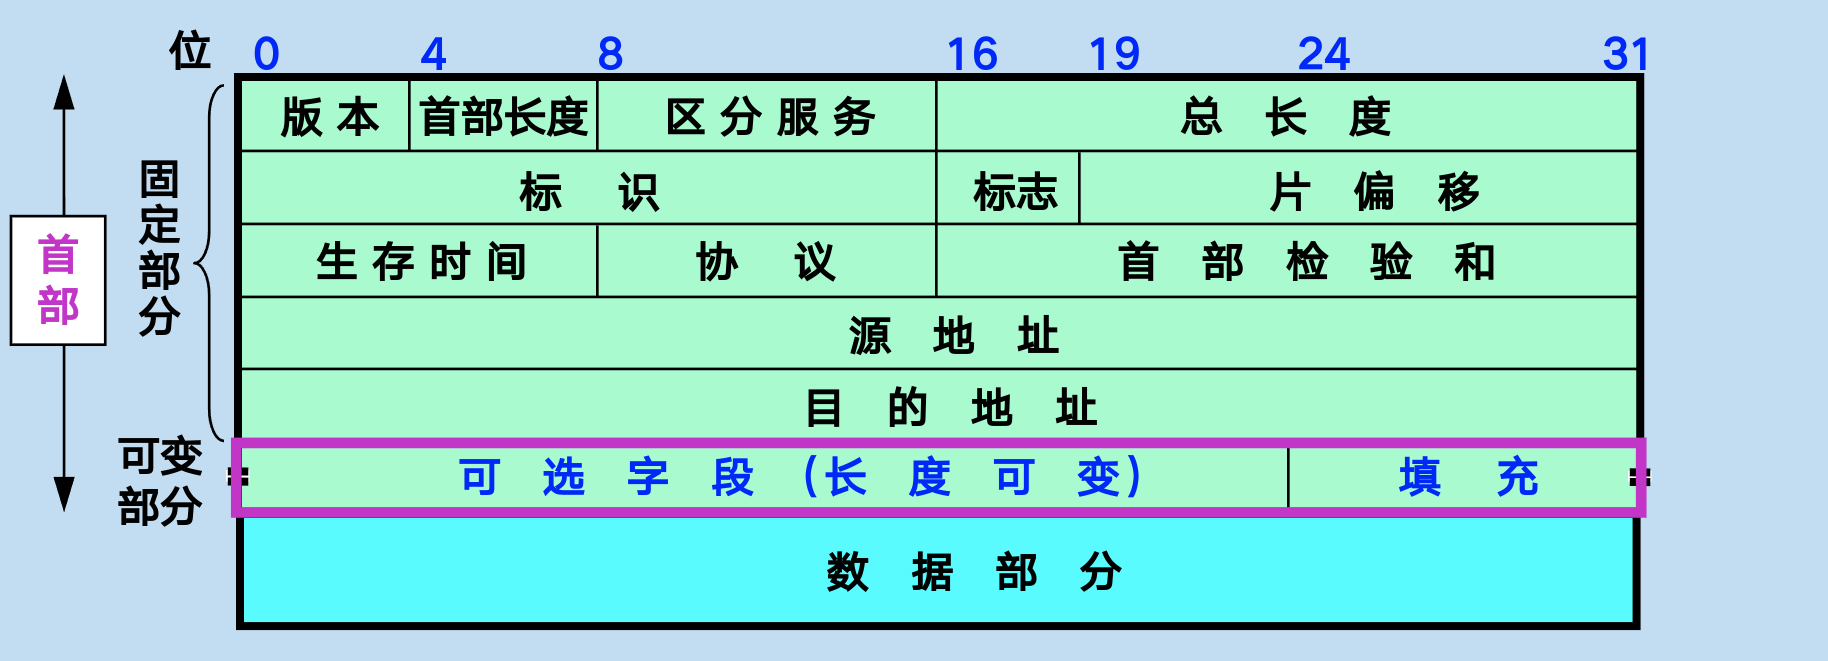 位 0 4 8 16 19 24 31
版本 首部长度 区分服务 总长度
标识 标志 片偏移
生存时间 协议 首部检验和
源地址
目的地址
可选字段(长度可变) 填充
数据部分
首部
固定部分
可变
部分